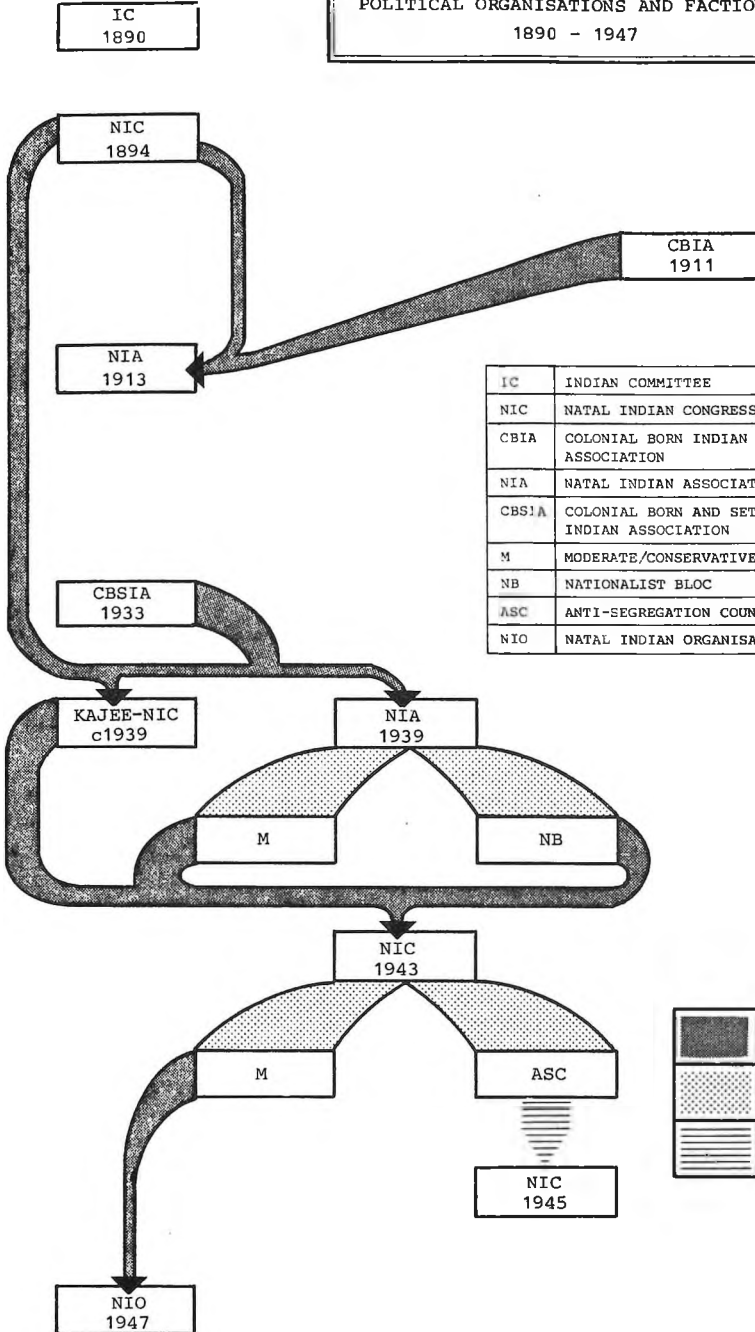 POLITICAL ORGANISATIONS AND FACTIO
1890 - 1947
IC
1890
NIC
1894
CBIA
1911
NIA
1913
IC INDIAN COMMITTEE
NIC NATAL INDIAN CONGRESS
CBIA COLONIAL BORN INDIAN
ASSOCIATION
NIA NATAL INDIAN ASSOCIAT
CBSIA COLONIAL BORN AND SET
INDIAN ASSOCIATION
M MODERATE/CONSERVATIVE
NB NATIONALIST BLOC
ASC ANTI-SEGREGATION COUN
NIO NATAL INDIAN ORGANISA
CBSIA
1933
KAJEE-NIC
c1939
NIA
1939
M
NB
NIC
1943
M
ASC
NIC
1945
NIO
1947